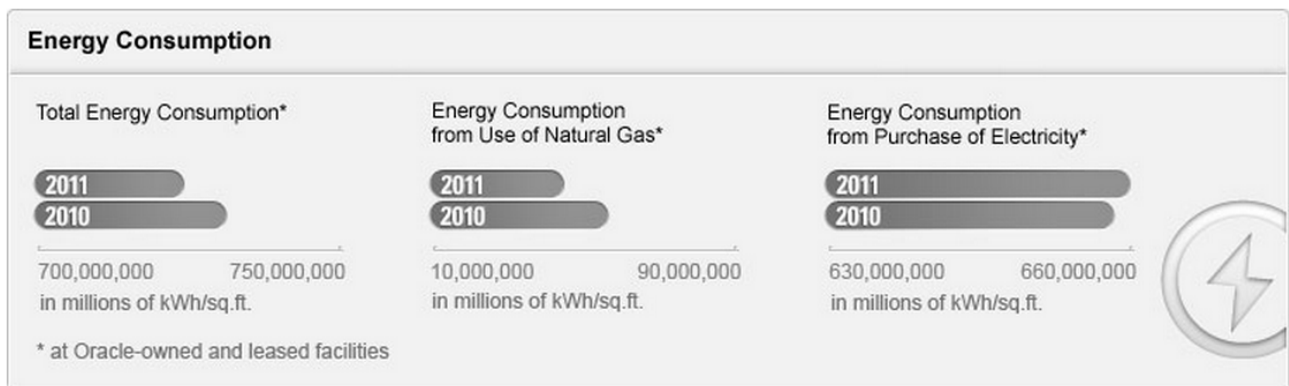 Energy Consumption
Total Energy Consumption*
2011
2010
700,000,000 750,000,000
in millions of kWh/sq.ft.
Energy Consumption
from Use of Natural Gas*
2011
2010
10,000,000 90,000,000
in millions of kWh/sq.ft.
Energy Consumption
from Purchase of Electricity*
2011
2010
630,000,000 660,000,000
in millions of kWh/sq.ft.
* at Oracle-owned and leased facilities